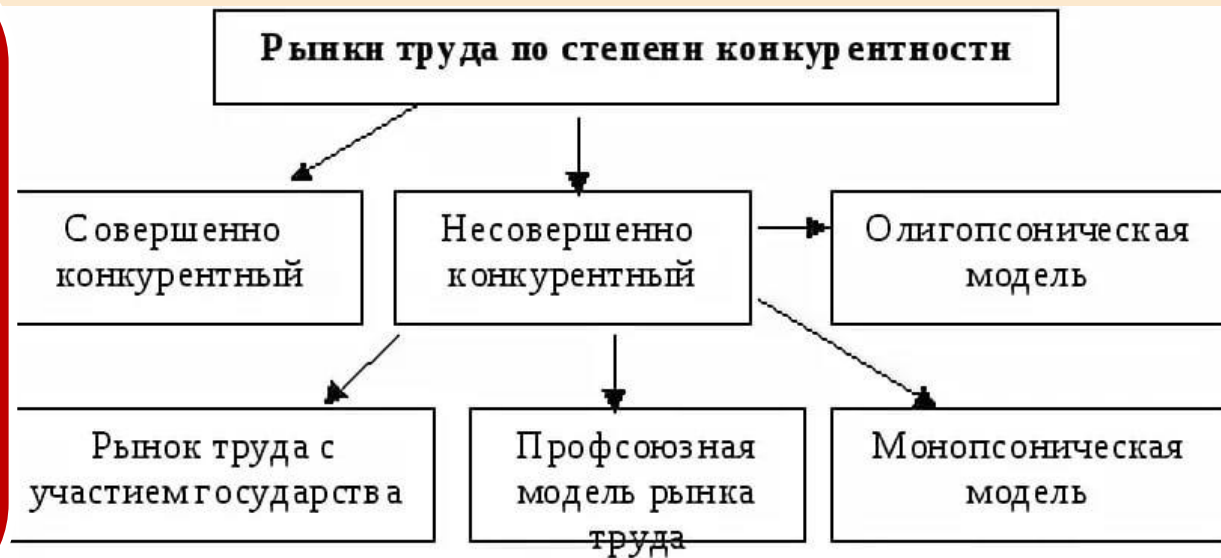 Рынки труда по степени конкурентности
Совершенно
конкурентный
Несовершенно
конкурентный
Олигопсоническая
модель
Рынок труда с
участием государства
Профсоюзная
модель рынка
труда
Монопсоническая
модель